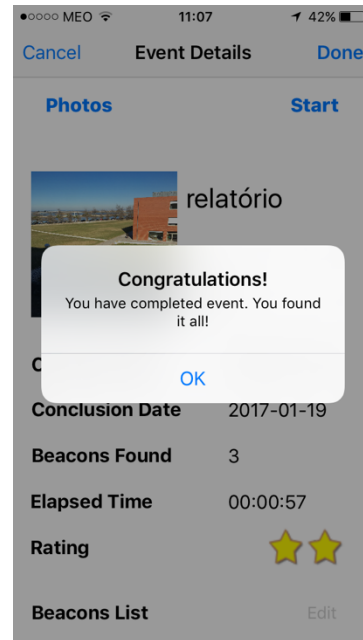 MEO 11:07 42%
Cancel Event Details Done
Photos Start
relatório
Congratulations!
You have completed event. You found
it all!
OK
Conclusion Date 2017-01-19
Beacons Found 3
Elapsed Time 00:00:57
Rating
Beacons List Edit